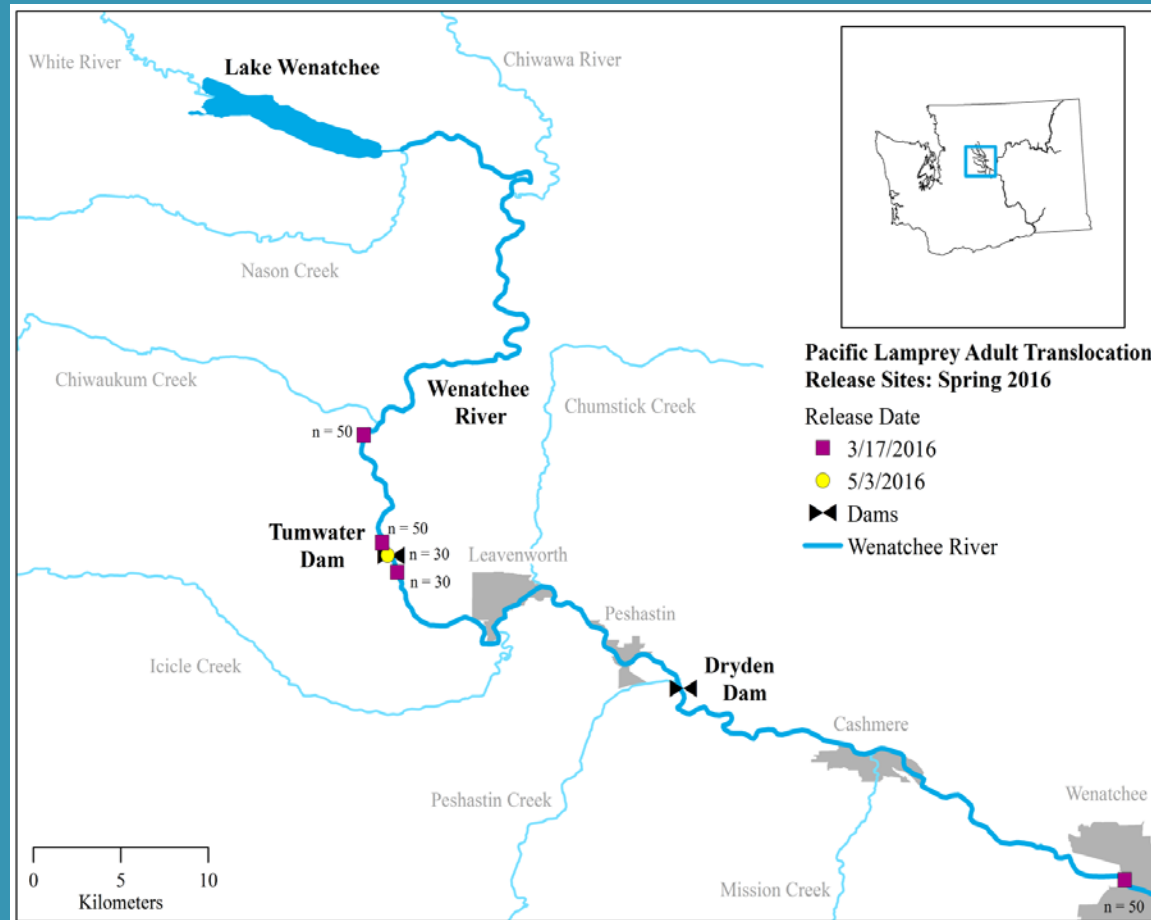 White River
Lake Wenatchee
Chiwawa River
Nason Creek
Chiwaukum Creek
Wenatchee
River
Chumstick Creek
n = 50
Tumwater
Dam
n = 50
n = 30
n = 30
Leavenworth
Peshastin
Icicle Creek
Dryden
Dam
Cashmere
Peshastin Creek
Wenatchee
Mission Creek
n = 50
0 5 10
Kilometers
Pacific Lamprey Adult Translocation
Release Sites: Spring 2016
Release Date
3/17/2016
5/3/2016
Dams
Wenatchee River